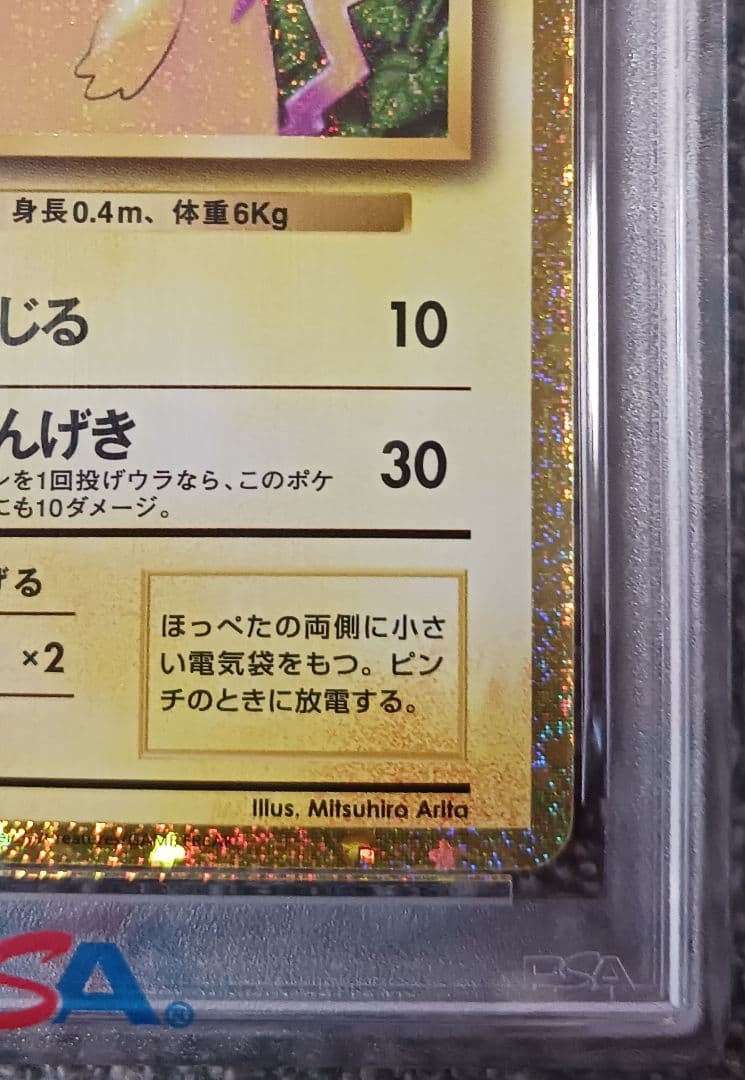 身長0.4m、体重6Kg
じる 10
んげき 30
ンを1回投げウラなら、このポケ
にも10ダメージ。
げる
×2
ほっぺたの両側に小さ
い電気袋をもつ。ピン
チのときに放電する。
Illus. Mitsuhiro Arita
SA®
PSA